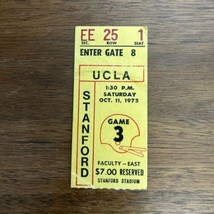 EE 25 1
SEC. ROW SEAT
ENTER GATE 8
UCLA
1:30 P.M.
SATURDAY
OCT. 11, 1975
STANFORD
GAME
3
FACULTY-EAST
$7.00 RESERVED
STANFORD STADIUM